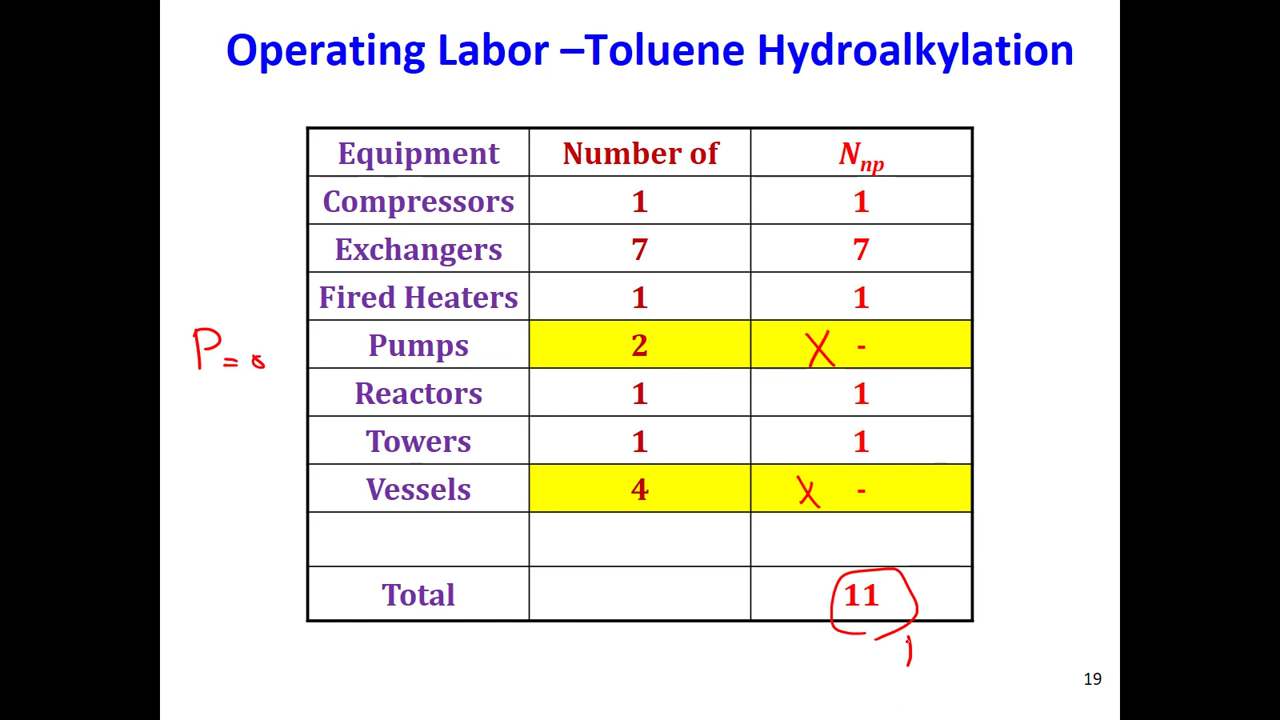 Operating Labor –Toluene Hydroalkylation
Equipment Number of Nnp
Compressors 1 1
Exchangers 7 7
Fired Heaters 1 1
P = 0
Pumps 2 X -
Reactors 1 1
Towers 1 1
Vessels 4 X -
Total 11
19